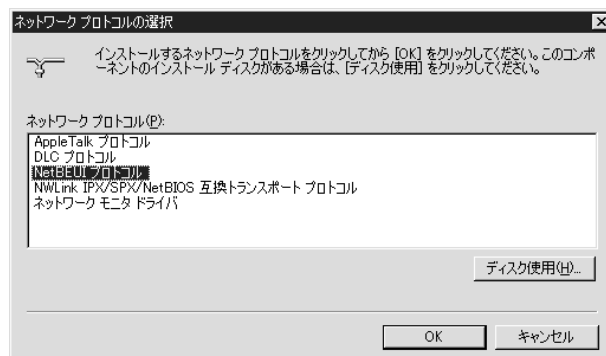 ネットワーク プロトコルの選択
インストールするネットワーク プロトコルをクリックしてから [OK] をクリックしてください。このコンポ
ーネントのインストール ディスクがある場合は、[ディスク使用] をクリックしてください。
ネットワーク プロトコル(P):
AppleTalk プロトコル
DLC プロトコル
NetBEUI プロトコル
NWLink IPX/SPX/NetBIOS 互換トランスポート プロトコル
ネットワーク モニタ ドライバ
ディスク使用(H)...
OK
キャンセル